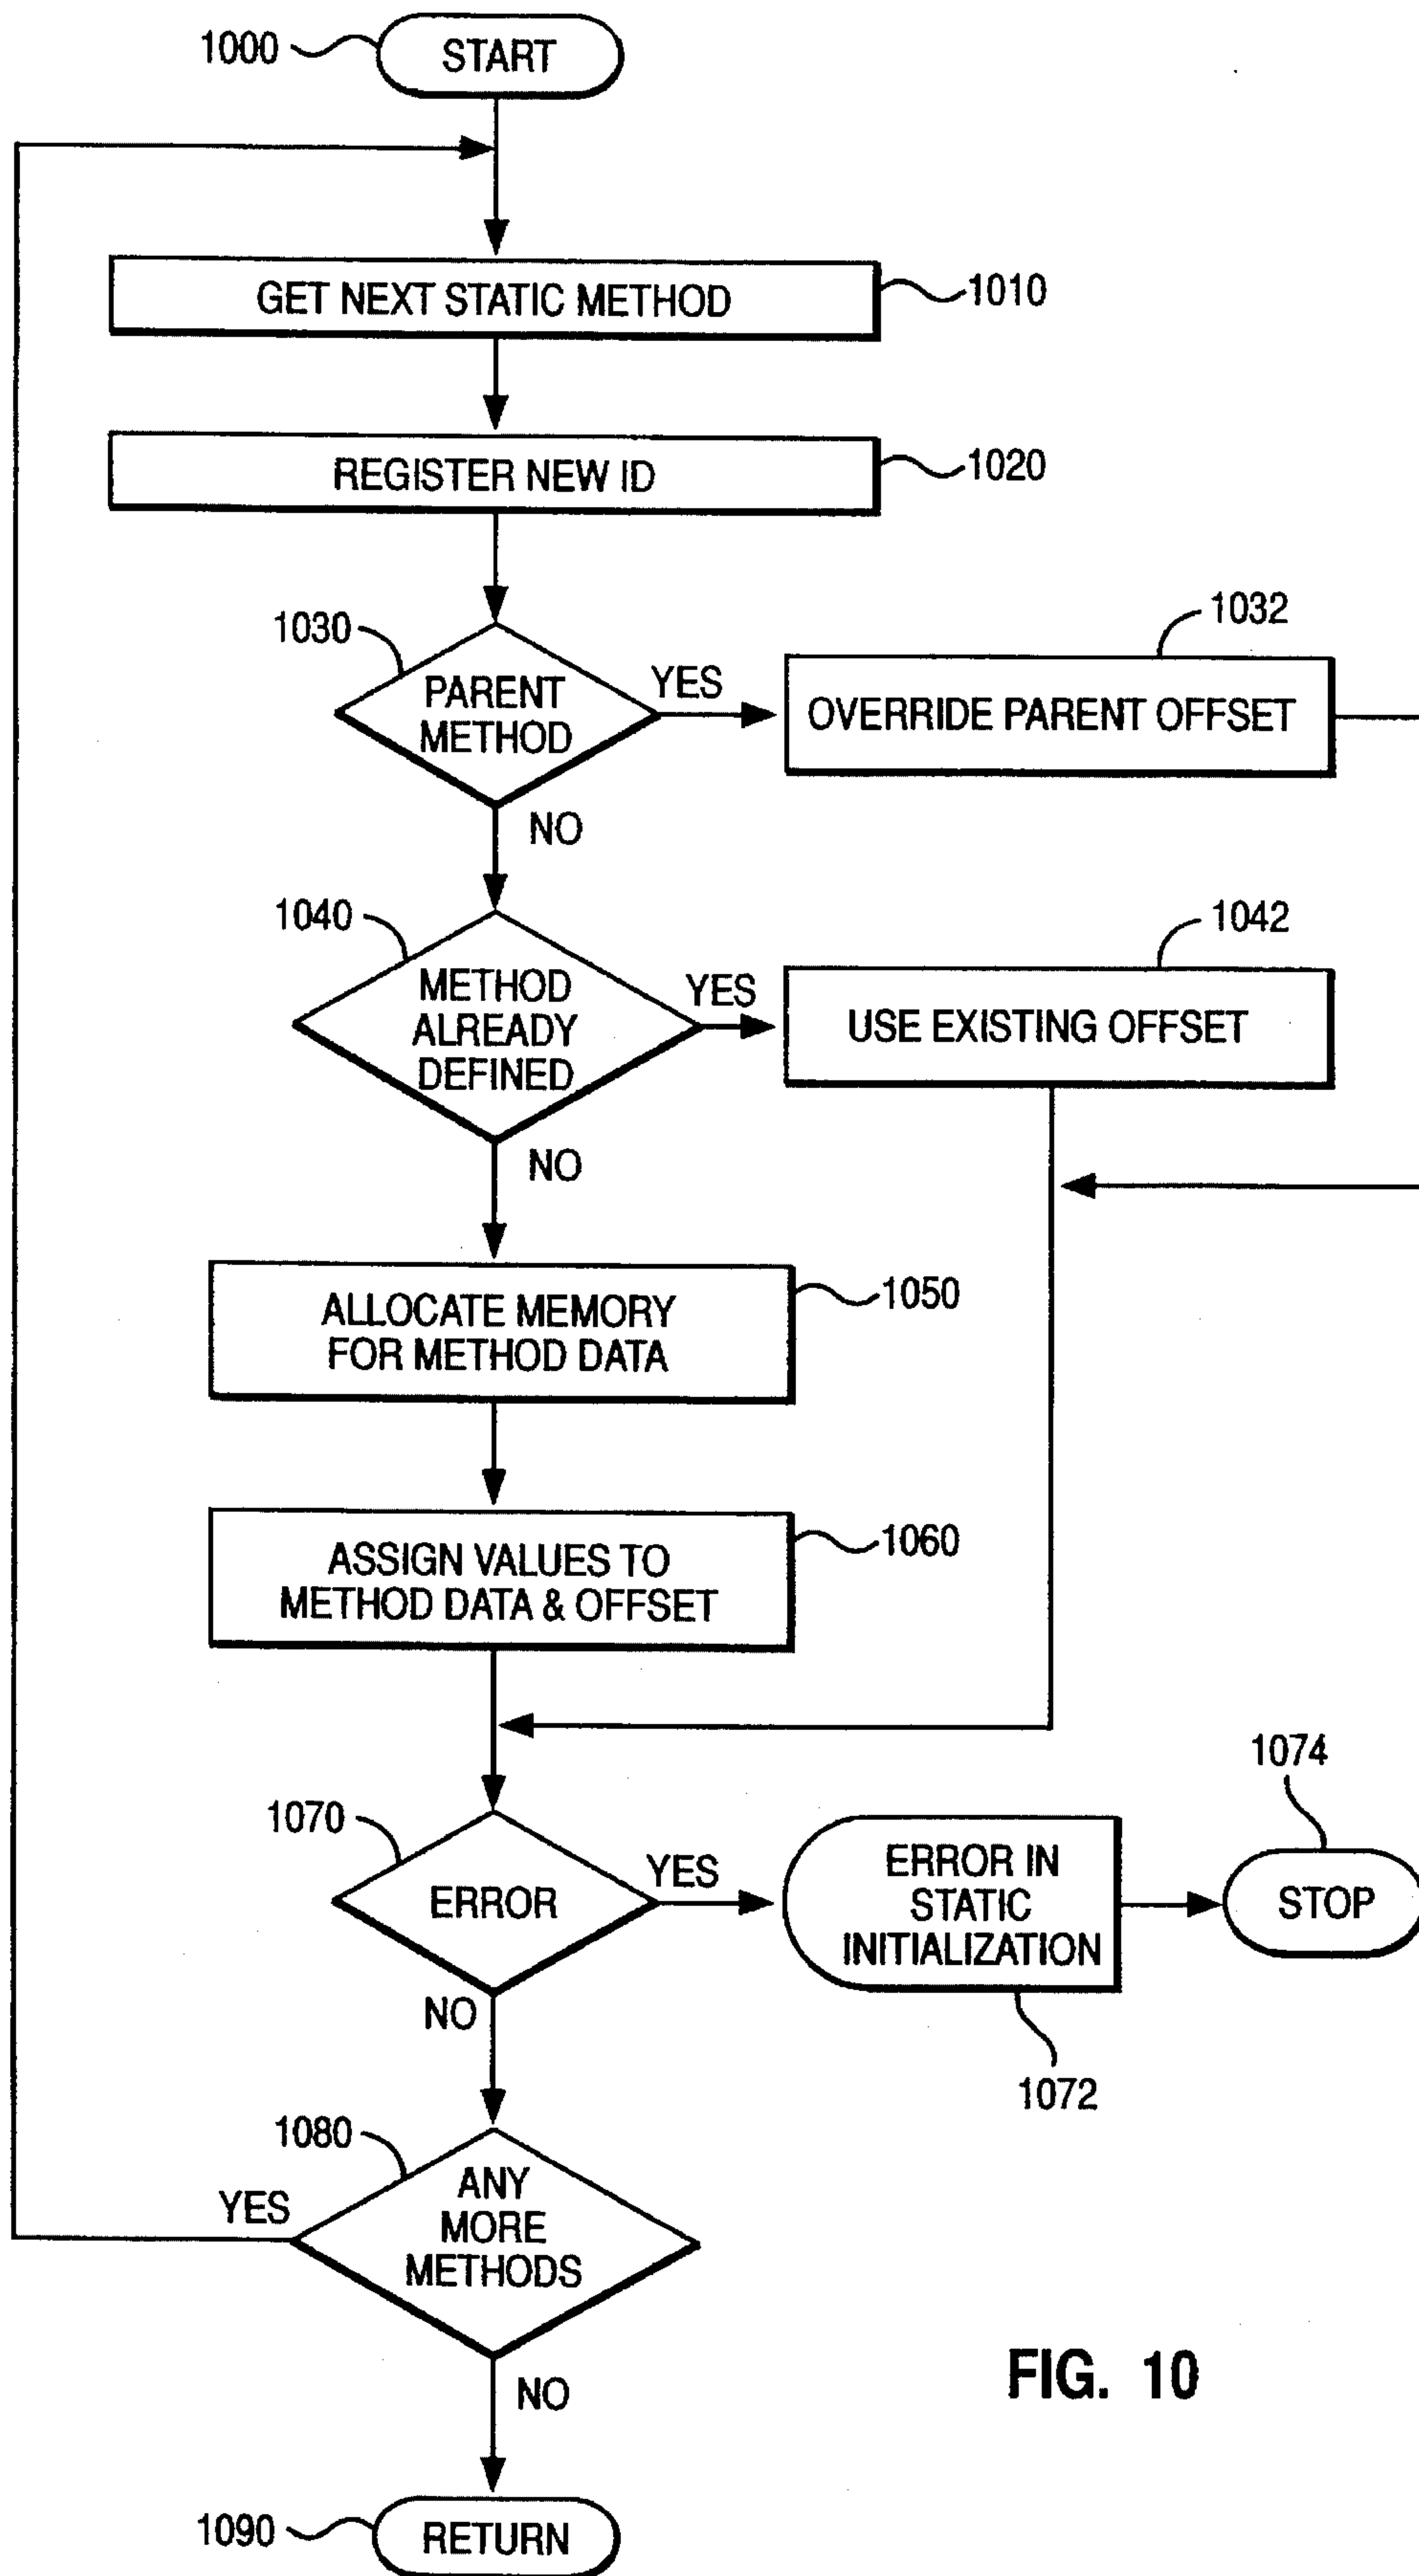 1000
START
GET NEXT STATIC METHOD
1010
REGISTER NEW ID
1020
1030
PARENT
METHOD
YES
1032
OVERRIDE PARENT OFFSET
NO
1040
METHOD
ALREADY
DEFINED
YES
1042
USE EXISTING OFFSET
NO
ALLOCATE MEMORY
FOR METHOD DATA
1050
ASSIGN VALUES TO
METHOD DATA & OFFSET
1060
1070
ERROR
YES
ERROR IN
STATIC
INITIALIZATION
1072
1074
STOP
NO
1080
ANY
MORE
METHODS
YES
NO
1090
RETURN
FIG. 10